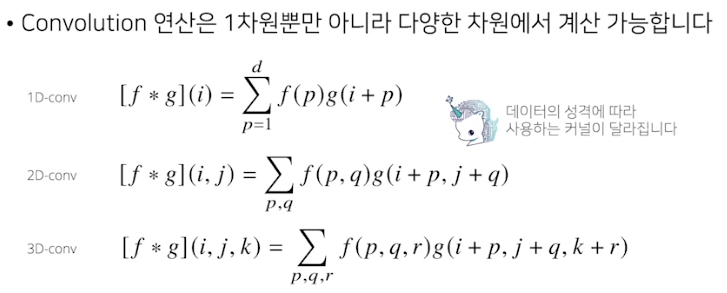 • Convolution 연산은 1차원뿐만 아니라 다양한 차원에서 계산 가능합니다
1D-conv [f * g](i) = \sum_{p=1}^{d} f(p)g(i + p)
데이터의 성격에 따라
사용하는 커널이 달라집니다
2D-conv [f * g](i, j) = \sum_{p,q} f(p, q)g(i + p, j + q)
3D-conv [f * g](i, j, k) = \sum_{p,q,r} f(p, q, r)g(i + p, j + q, k + r)